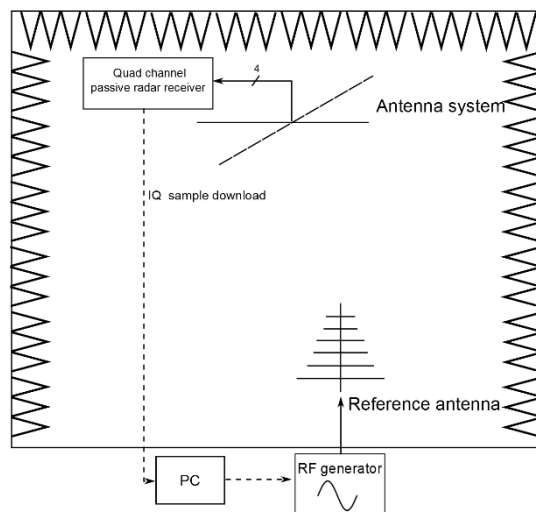 Quad channel
passive radar receiver
4
Antenna system
IQ sample download
Reference antenna
PC
RF generator